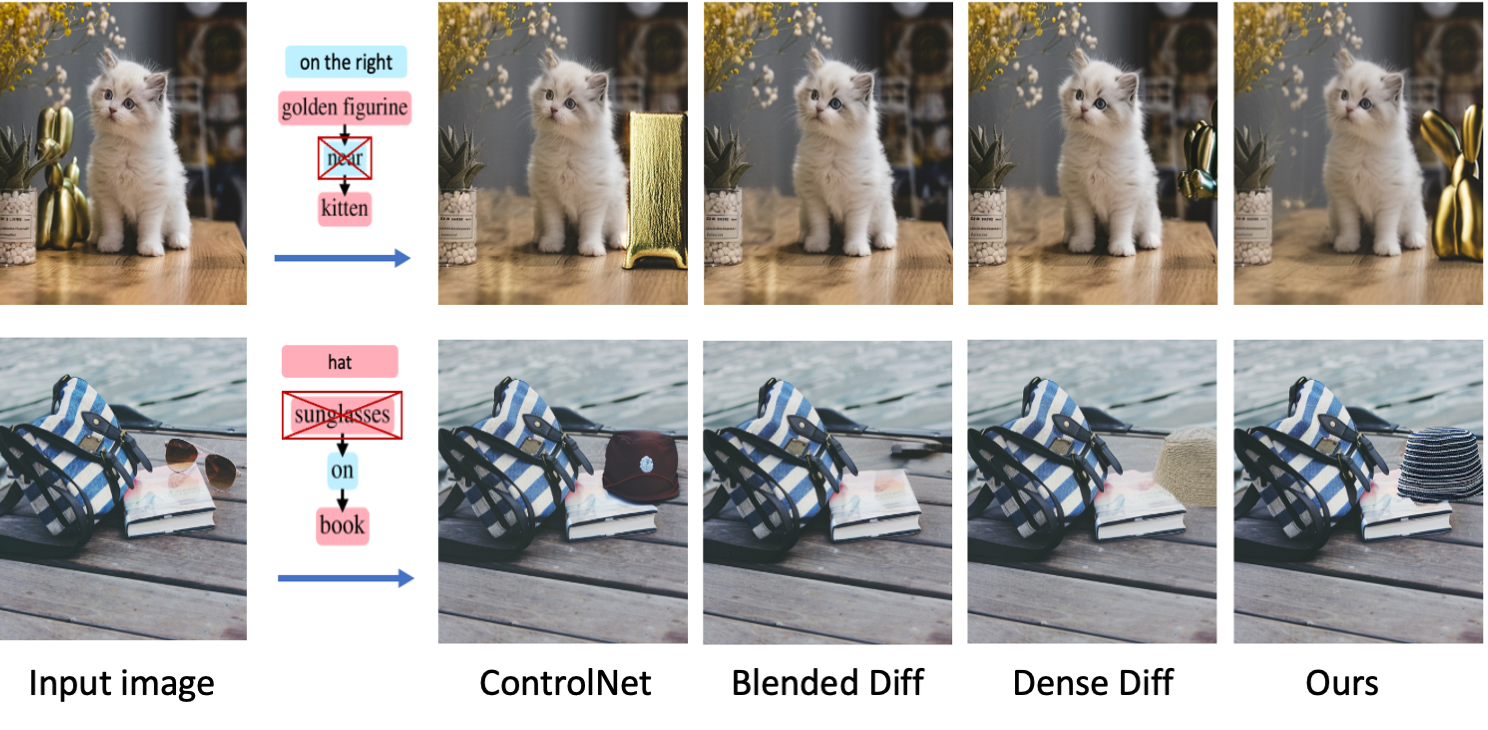 on the right
golden figurine
near
kitten
hat
sunglasses
on
book
Input image
ControlNet
Blended Diff
Dense Diff
Ours